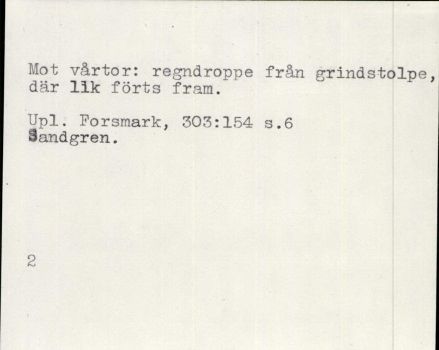 Mot vårtor: regndroppe från grindstolpe,
där lik förts fram.
Upl. Forsmark, 303:154 s.6
Sandgren.
2